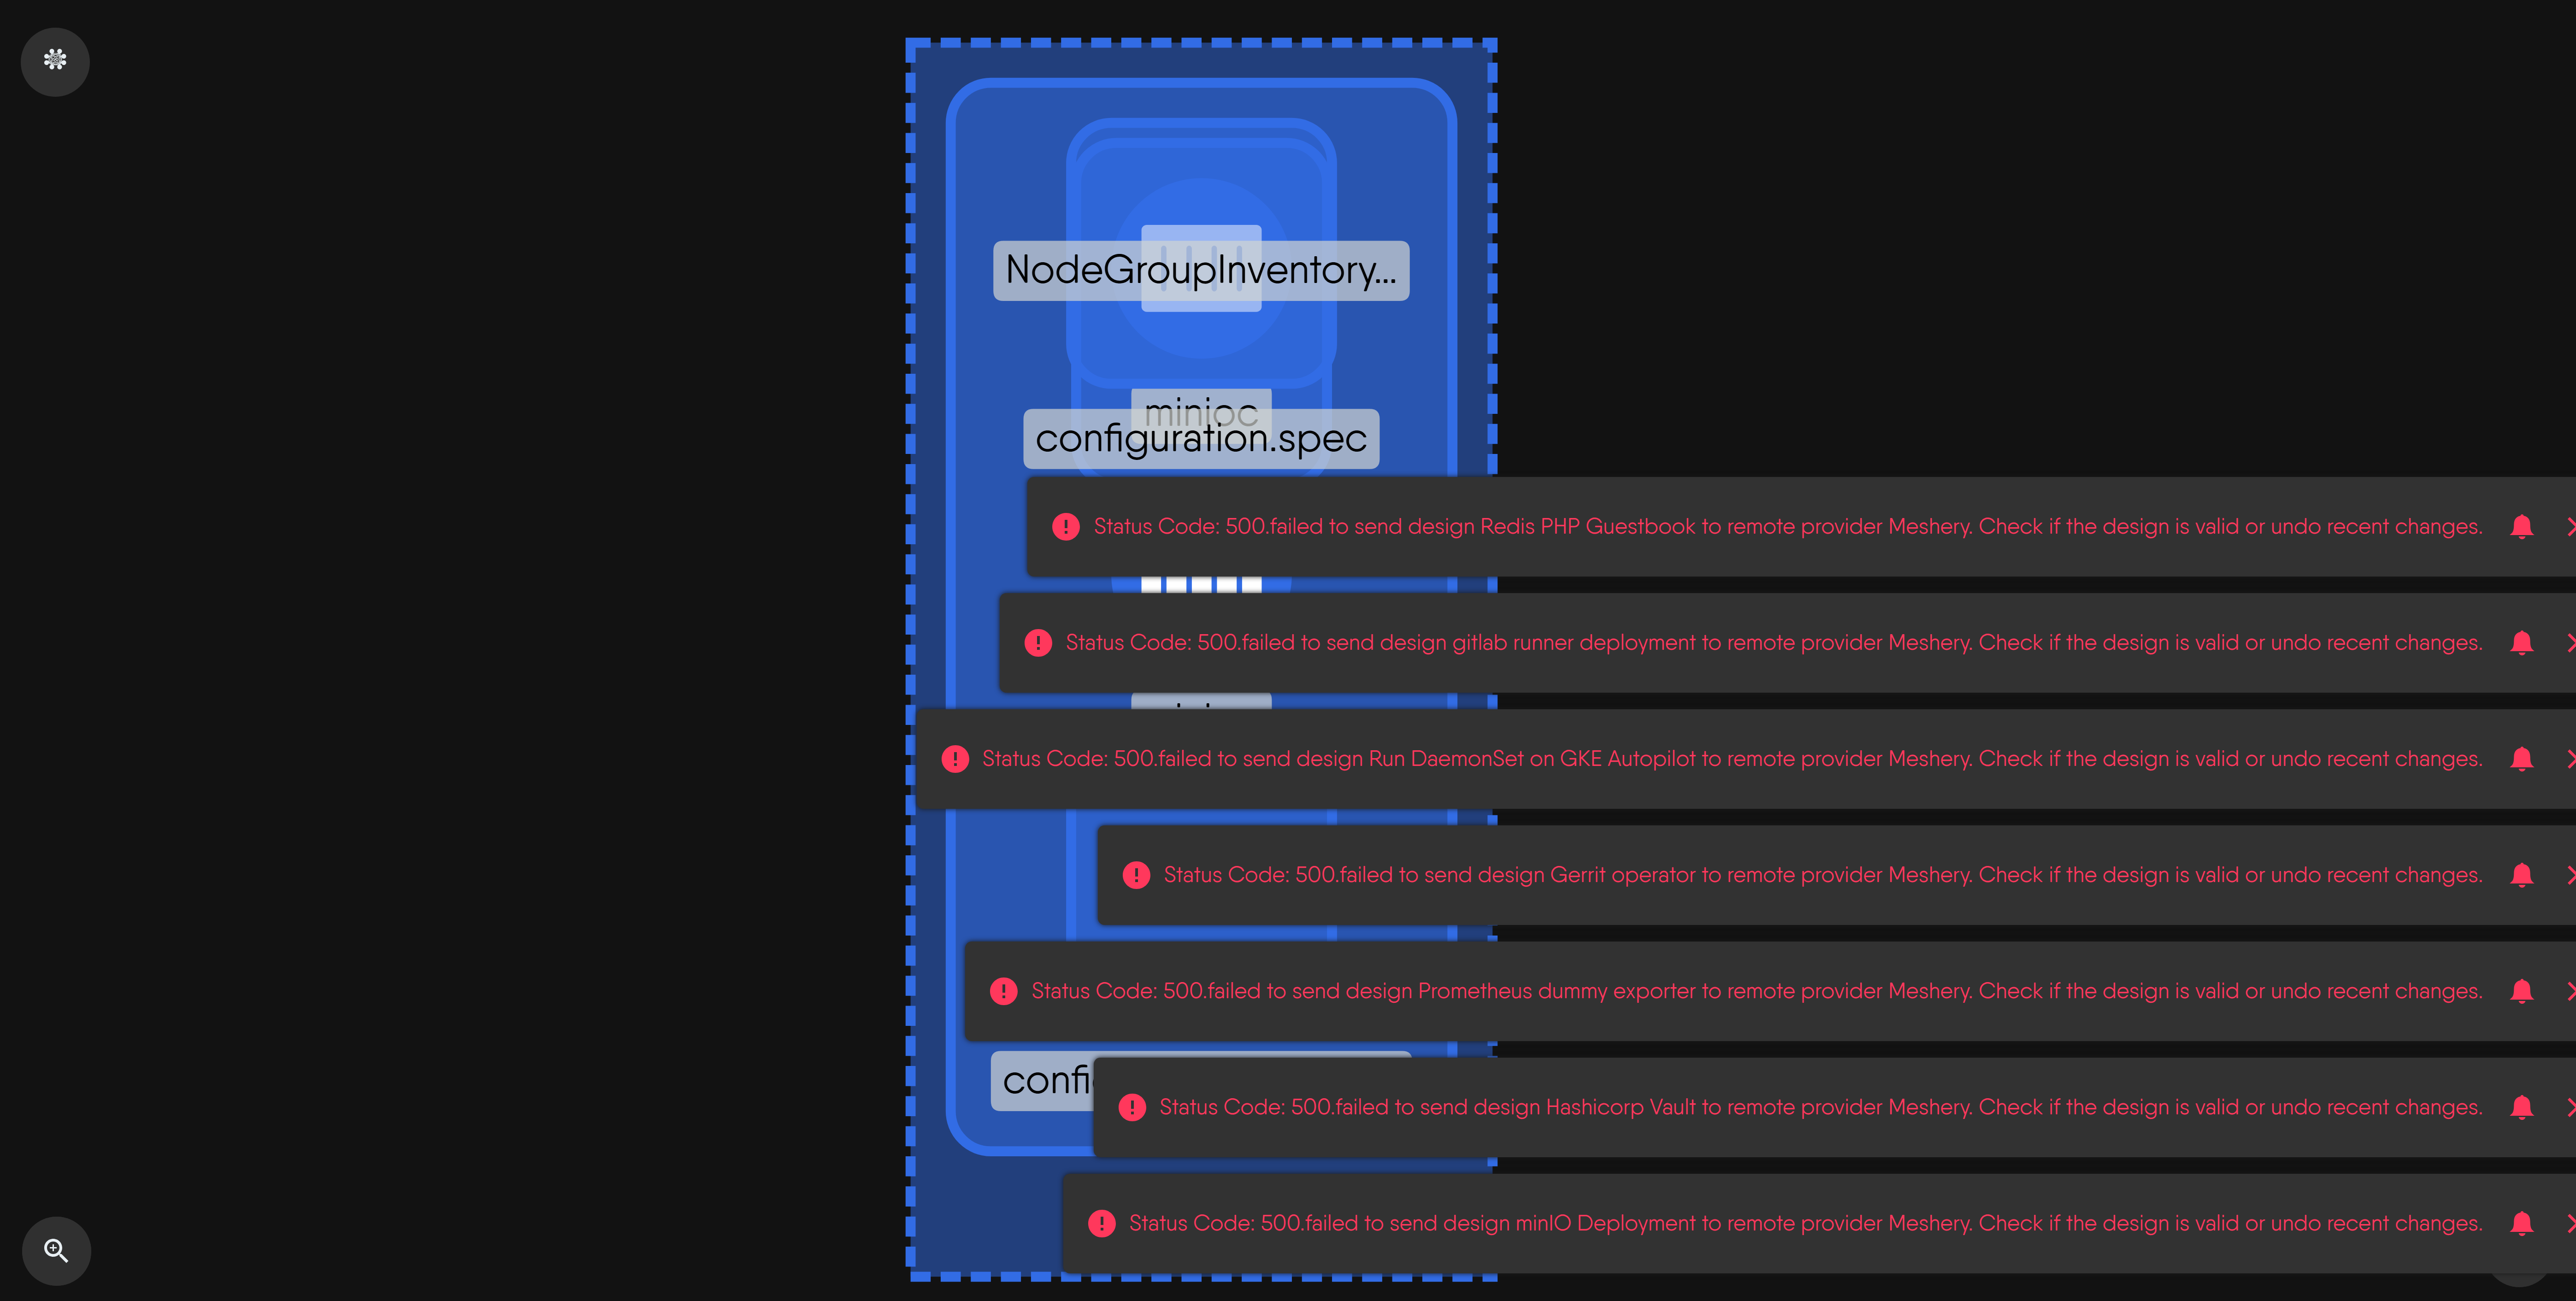 NodeGroupInventory...
minioc
configuration.spec
Status Code: 500.failed to send design Redis PHP Guestbook to remote provider Meshery. Check if the design is valid or undo recent changes.
Status Code: 500.failed to send design gitlab runner deployment to remote provider Meshery. Check if the design is valid or undo recent changes.
Status Code: 500.failed to send design Run DaemonSet on GKE Autopilot to remote provider Meshery. Check if the design is valid or undo recent changes.
Status Code: 500.failed to send design Gerrit operator to remote provider Meshery. Check if the design is valid or undo recent changes.
Status Code: 500.failed to send design Prometheus dummy exporter to remote provider Meshery. Check if the design is valid or undo recent changes.
Status Code: 500.failed to send design Hashicorp Vault to remote provider Meshery. Check if the design is valid or undo recent changes.
Status Code: 500.failed to send design minIO Deployment to remote provider Meshery. Check if the design is valid or undo recent changes.